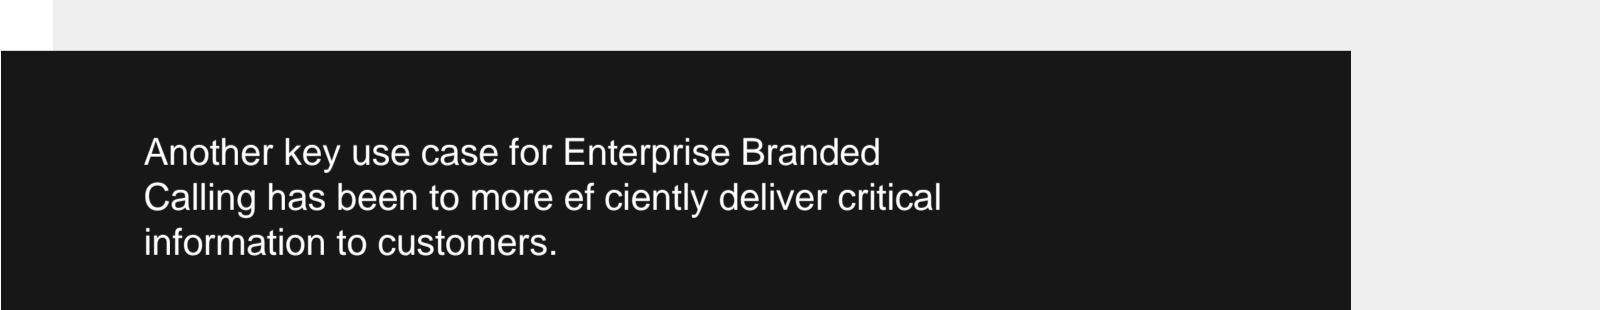 Another key use case for Enterprise Branded
Calling has been to more ef ciently deliver critical
information to customers.